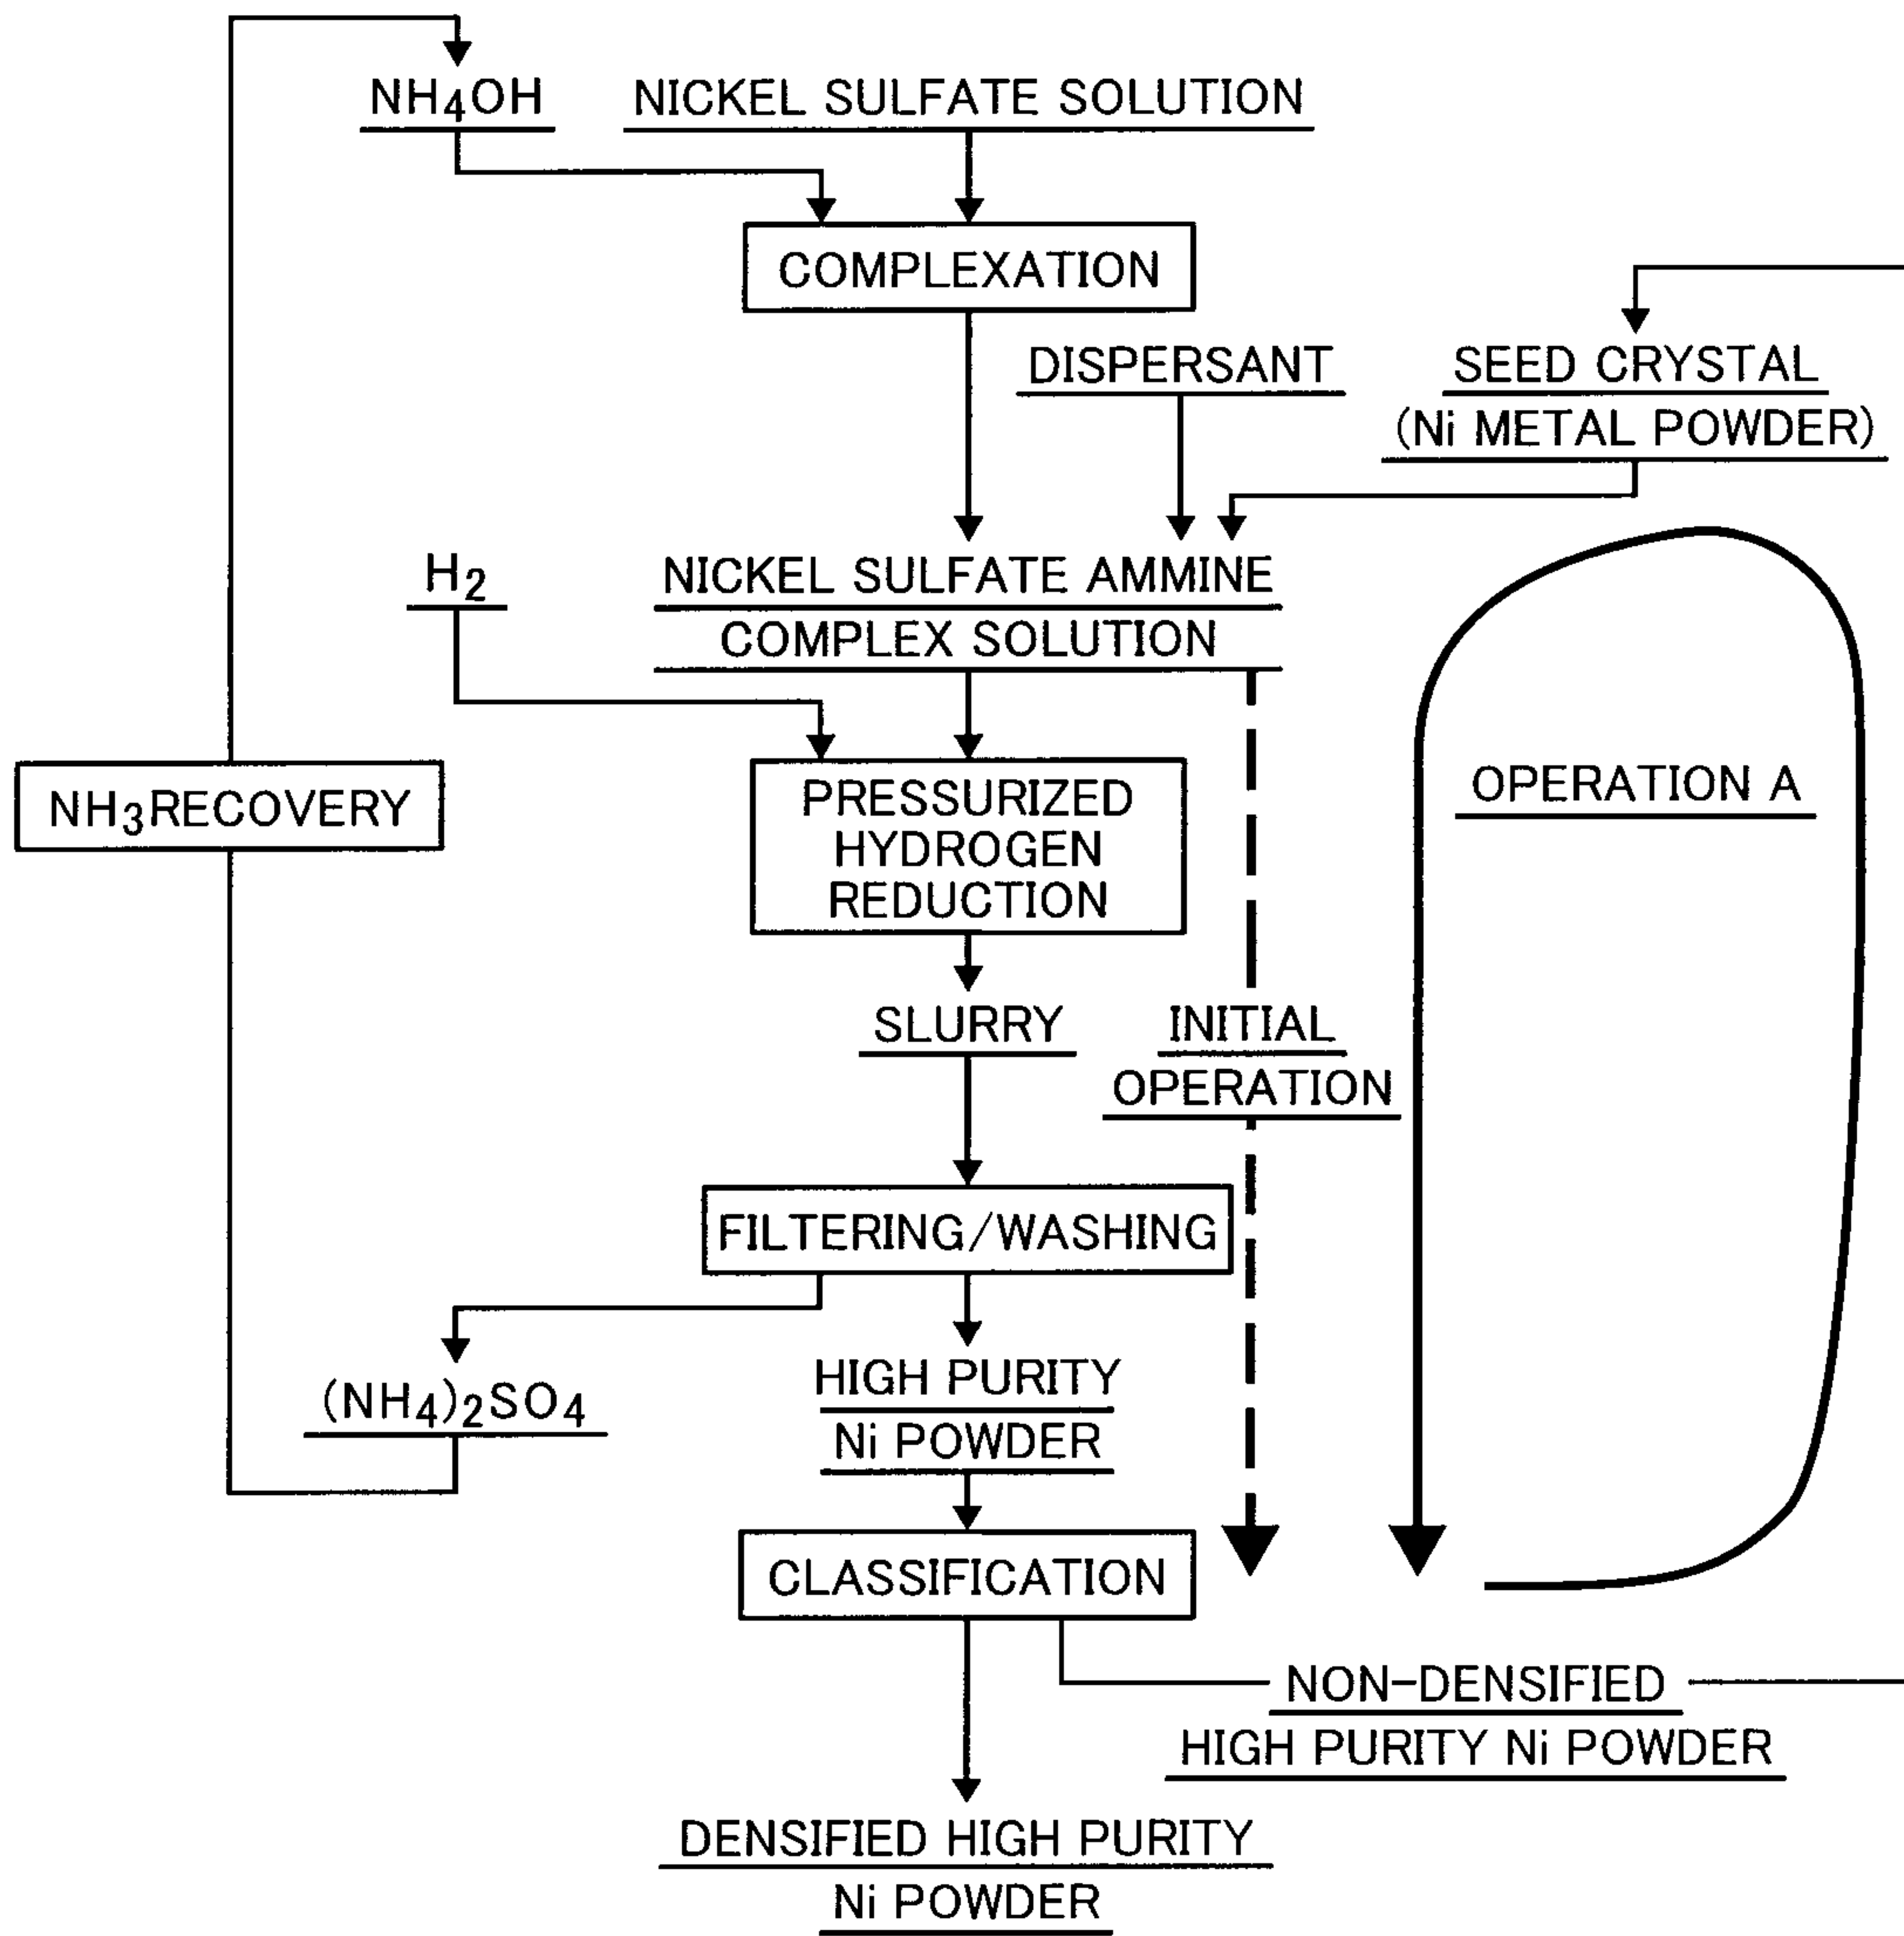 NH4OH
NICKEL SULFATE SOLUTION
COMPLEXATION
DISPERSANT
SEED CRYSTAL
(Ni METAL POWDER)
H2
NICKEL SULFATE AMMINE
COMPLEX SOLUTION
OPERATION A
NH3RECOVERY
PRESSURIZED
HYDROGEN
REDUCTION
SLURRY
INITIAL
OPERATION
FILTERING/WASHING
(NH4)2SO4
HIGH PURITY
Ni POWDER
CLASSIFICATION
NON-DENSIFIED
HIGH PURITY Ni POWDER
DENSIFIED HIGH PURITY
Ni POWDER